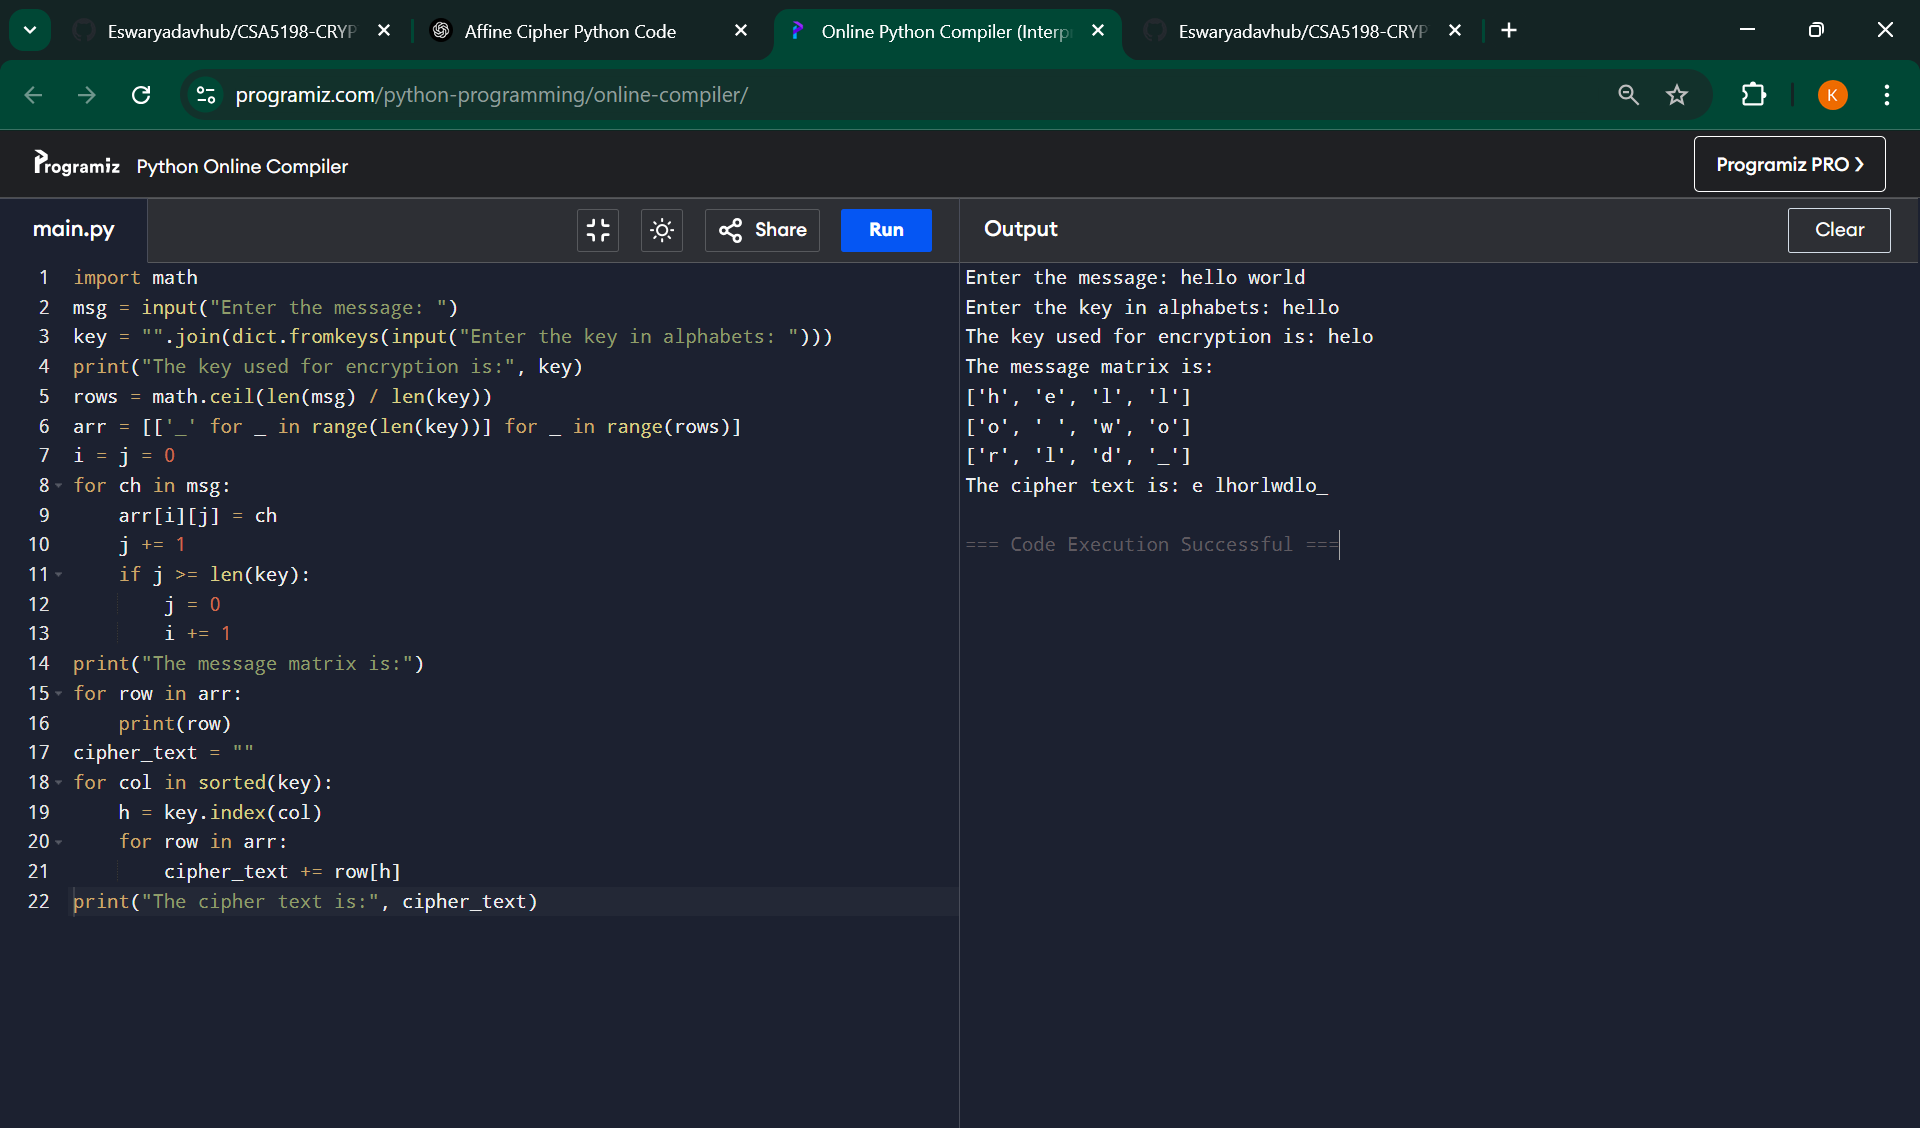 Eswaryadavhub/CSA5198-CRYP
Affine Cipher Python Code
Online Python Compiler (Interp
Eswaryadavhub/CSA5198-CRYP
programiz.com/python-programming/online-compiler/
K
Programiz Python Online Compiler
Programiz PRO
main.py
Share
Run
Output
Clear
1 import math
2 msg = input("Enter the message: ")
3 key = "".join(dict.fromkeys(input("Enter the key in alphabets: ")))
4 print("The key used for encryption is:", key)
5 rows = math.ceil(len(msg) / len(key))
6 arr = [['_' for _ in range(len(key))] for _ in range(rows)]
7 i = j = 0
8 for ch in msg:
9     arr[i][j] = ch
10     j += 1
11     if j >= len(key):
12         j = 0
13         i += 1
14 print("The message matrix is:")
15 for row in arr:
16     print(row)
17 cipher_text = ""
18 for col in sorted(key):
19     h = key.index(col)
20     for row in arr:
21         cipher_text += row[h]
22 print("The cipher text is:", cipher_text)
Enter the message: hello world
Enter the key in alphabets: hello
The key used for encryption is: helo
The message matrix is:
['h', 'e', 'l', 'l']
['o', ' ', 'w', 'o']
['r', 'l', 'd', '_']
The cipher text is: e lhorlwdlo_
=== Code Execution Successful ===